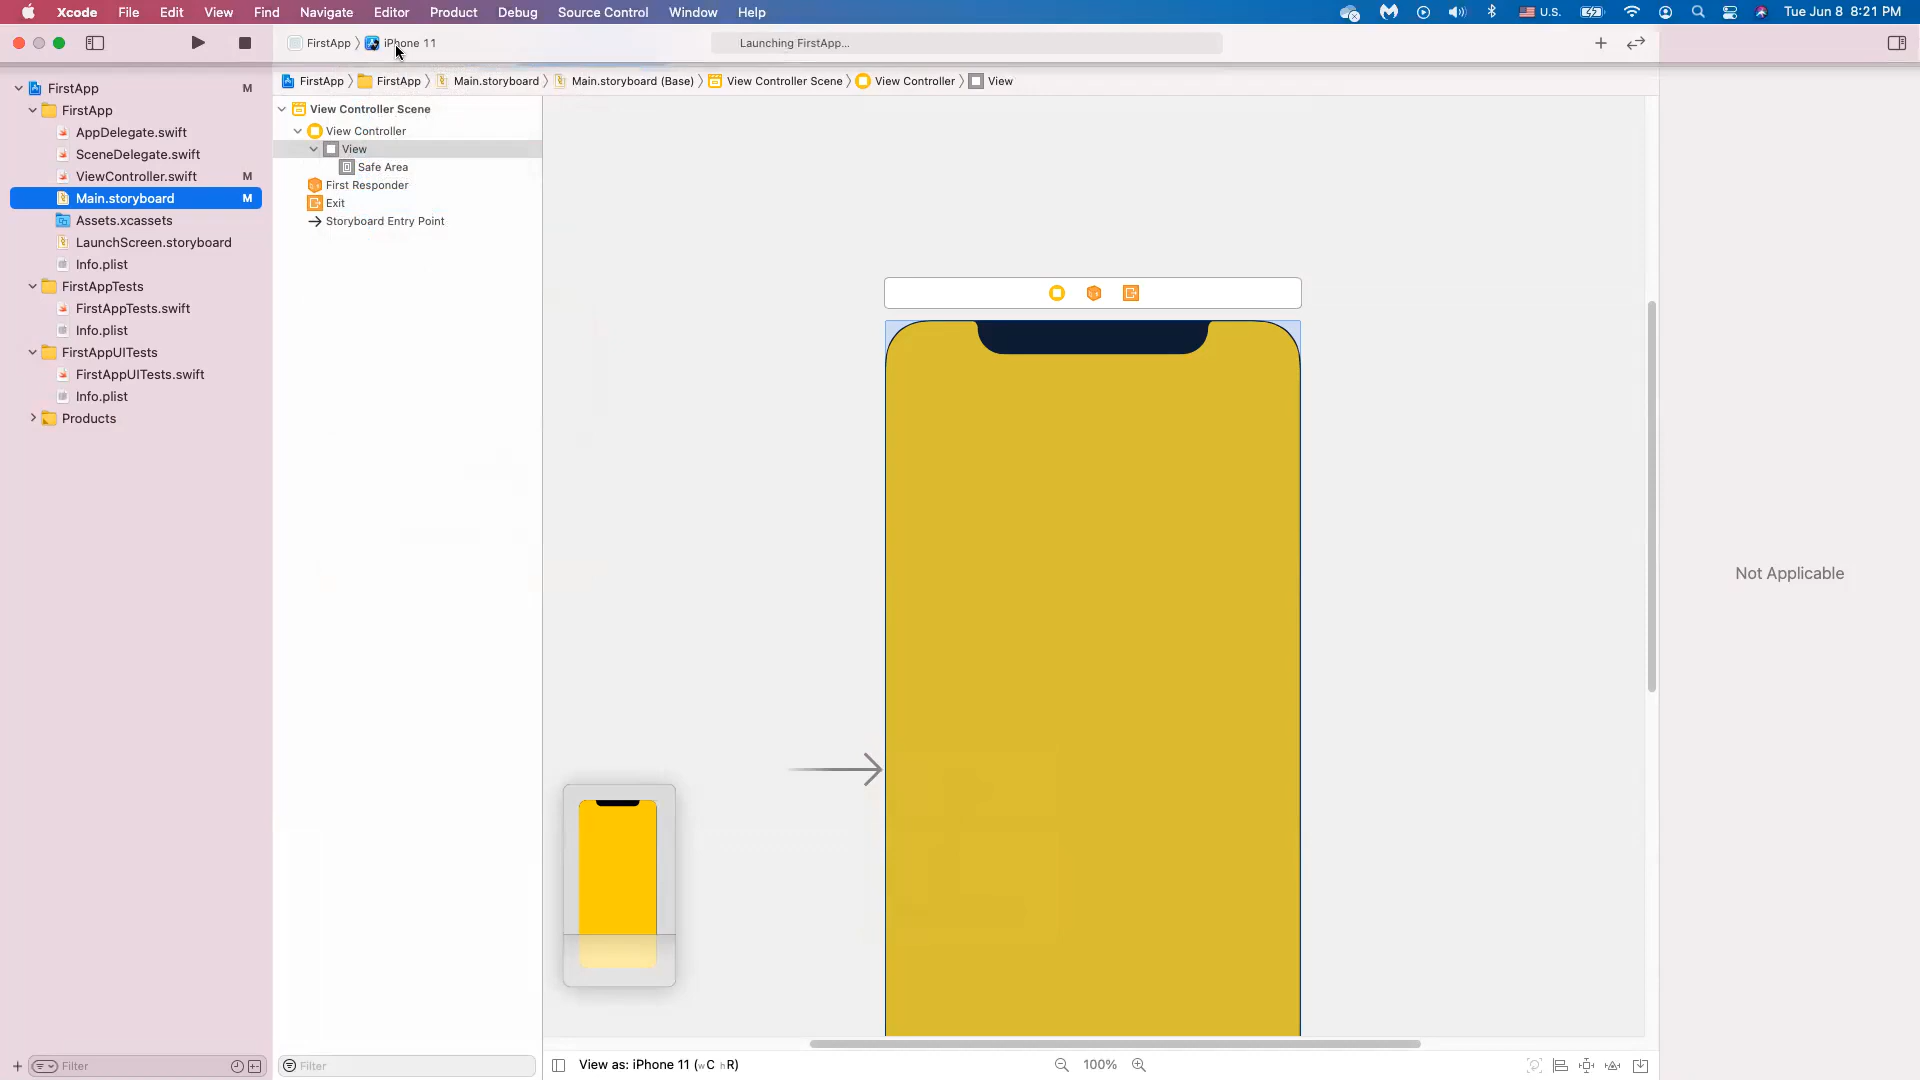 Xcode File Edit View Find Navigate Editor Product Debug Source Control Window Help U.S. Tue Jun 8 8:21 PM
FirstApp iPhone 11 Launching FirstApp...
FirstApp FirstApp Main.storyboard Main.storyboard (Base) View Controller Scene View Controller View
FirstApp M
FirstApp
AppDelegate.swift
SceneDelegate.swift
ViewController.swift M
Main.storyboard M
Assets.xcassets
LaunchScreen.storyboard
Info.plist
FirstAppTests
FirstAppTests.swift
Info.plist
FirstAppUITests
FirstAppUITests.swift
Info.plist
Products
View Controller Scene
View Controller
View
Safe Area
First Responder
Exit
Storyboard Entry Point
Not Applicable
Filter
Filter
View as: iPhone 11 (wC hR)
100%